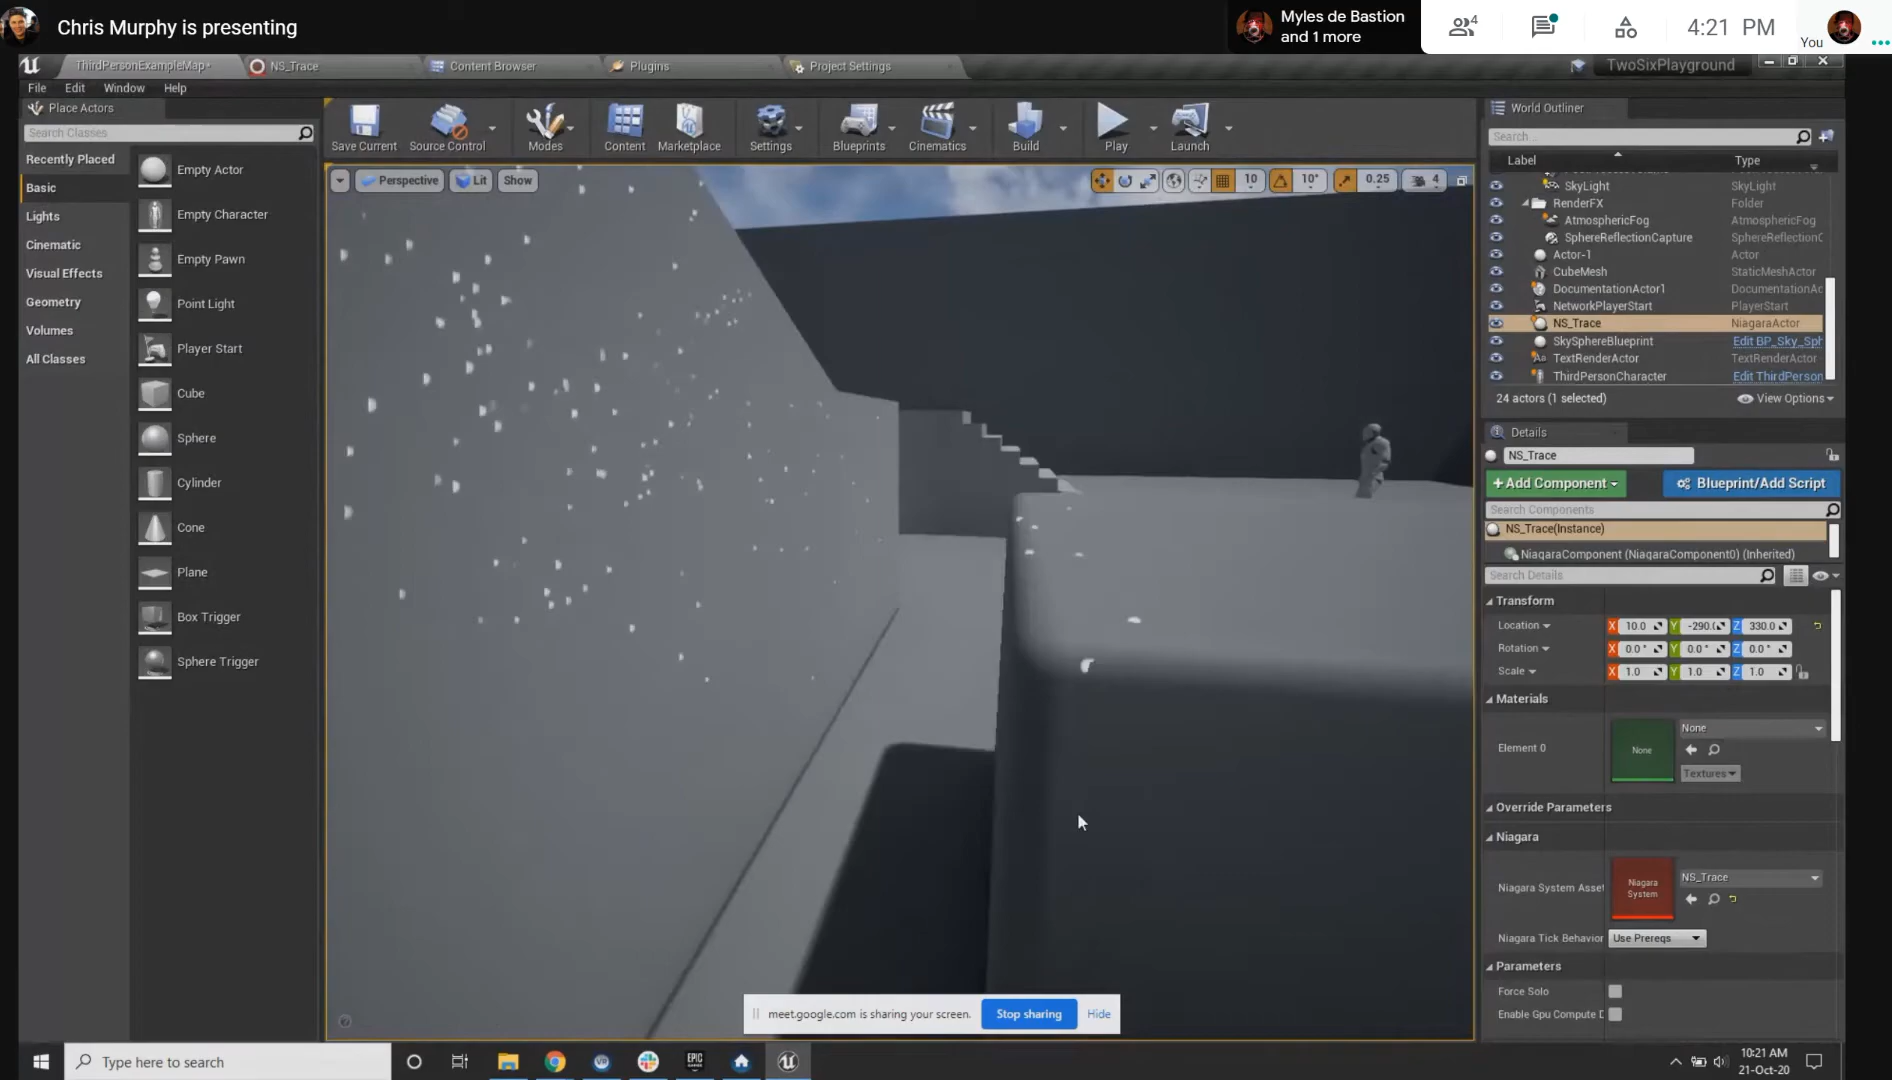 Chris Murphy is presenting
Myles de Bastion
and 1 more
4
4:21 PM
You
ThirdPersonExampleMap*
NS_Trace
Content Browser
Plugins
Project Settings
TwoSixPlayground
File Edit Window Help
Place Actors
Search Classes
Recently Placed
Basic
Lights
Cinematic
Visual Effects
Geometry
Volumes
All Classes
Empty Actor
Empty Character
Empty Pawn
Point Light
Player Start
Cube
Sphere
Cylinder
Cone
Plane
Box Trigger
Sphere Trigger
Save Current
Source Control
Modes
Content
Marketplace
Settings
Blueprints
Cinematics
Build
Play
Launch
Perspective
Lit
Show
10
10°
0.25
4
World Outliner
Search...
Label Type
SkyLight SkyLight
RenderFX Folder
AtmosphericFog AtmosphericFog
SphereReflectionCapture SphereReflectionC
Actor-1 Actor
CubeMesh StaticMeshActor
DocumentationActor1 DocumentationAc
NetworkPlayerStart PlayerStart
NS_Trace NiagaraActor
SkySphereBlueprint Edit BP_Sky_Sph
TextRenderActor TextRenderActor
ThirdPersonCharacter Edit ThirdPerson
24 actors (1 selected)
View Options
Details
NS_Trace
+Add Component
Blueprint/Add Script
Search Components
NS_Trace(Instance)
NiagaraComponent (NiagaraComponent0) (Inherited)
Search Details
Transform
Location X 10.0 Y -290.( Z 330.0
Rotation X 0.0° Y 0.0° Z 0.0°
Scale X 1.0 Y 1.0 Z 1.0
Materials
Element 0
None
None
Textures
Override Parameters
Niagara
Niagara System Asset
Niagara
System
NS_Trace
Niagara Tick Behavior
Use Prereqs
Parameters
Force Solo
Enable Gpu Compute D
meet.google.com is sharing your screen.
Stop sharing
Hide
Type here to search
EPIC
GAMES
10:21 AM
21-Oct-20